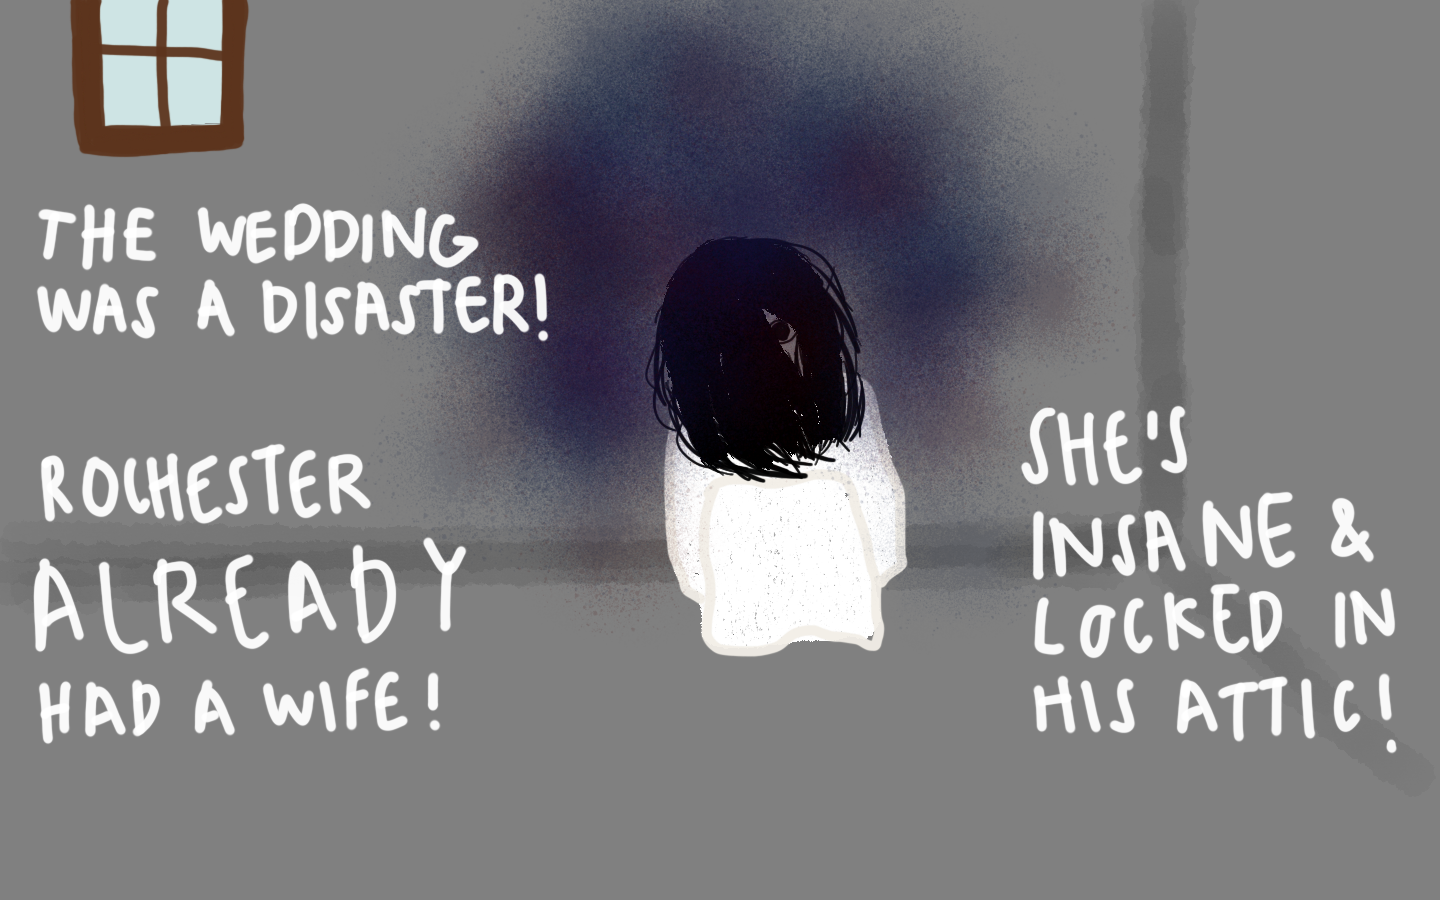 THE WEDDING
WAS A DISASTER!
ROCHESTER
ALREADY
HAD A WIFE!
SHE'S
INSANE &
LOCKED IN
HIS ATTIC!